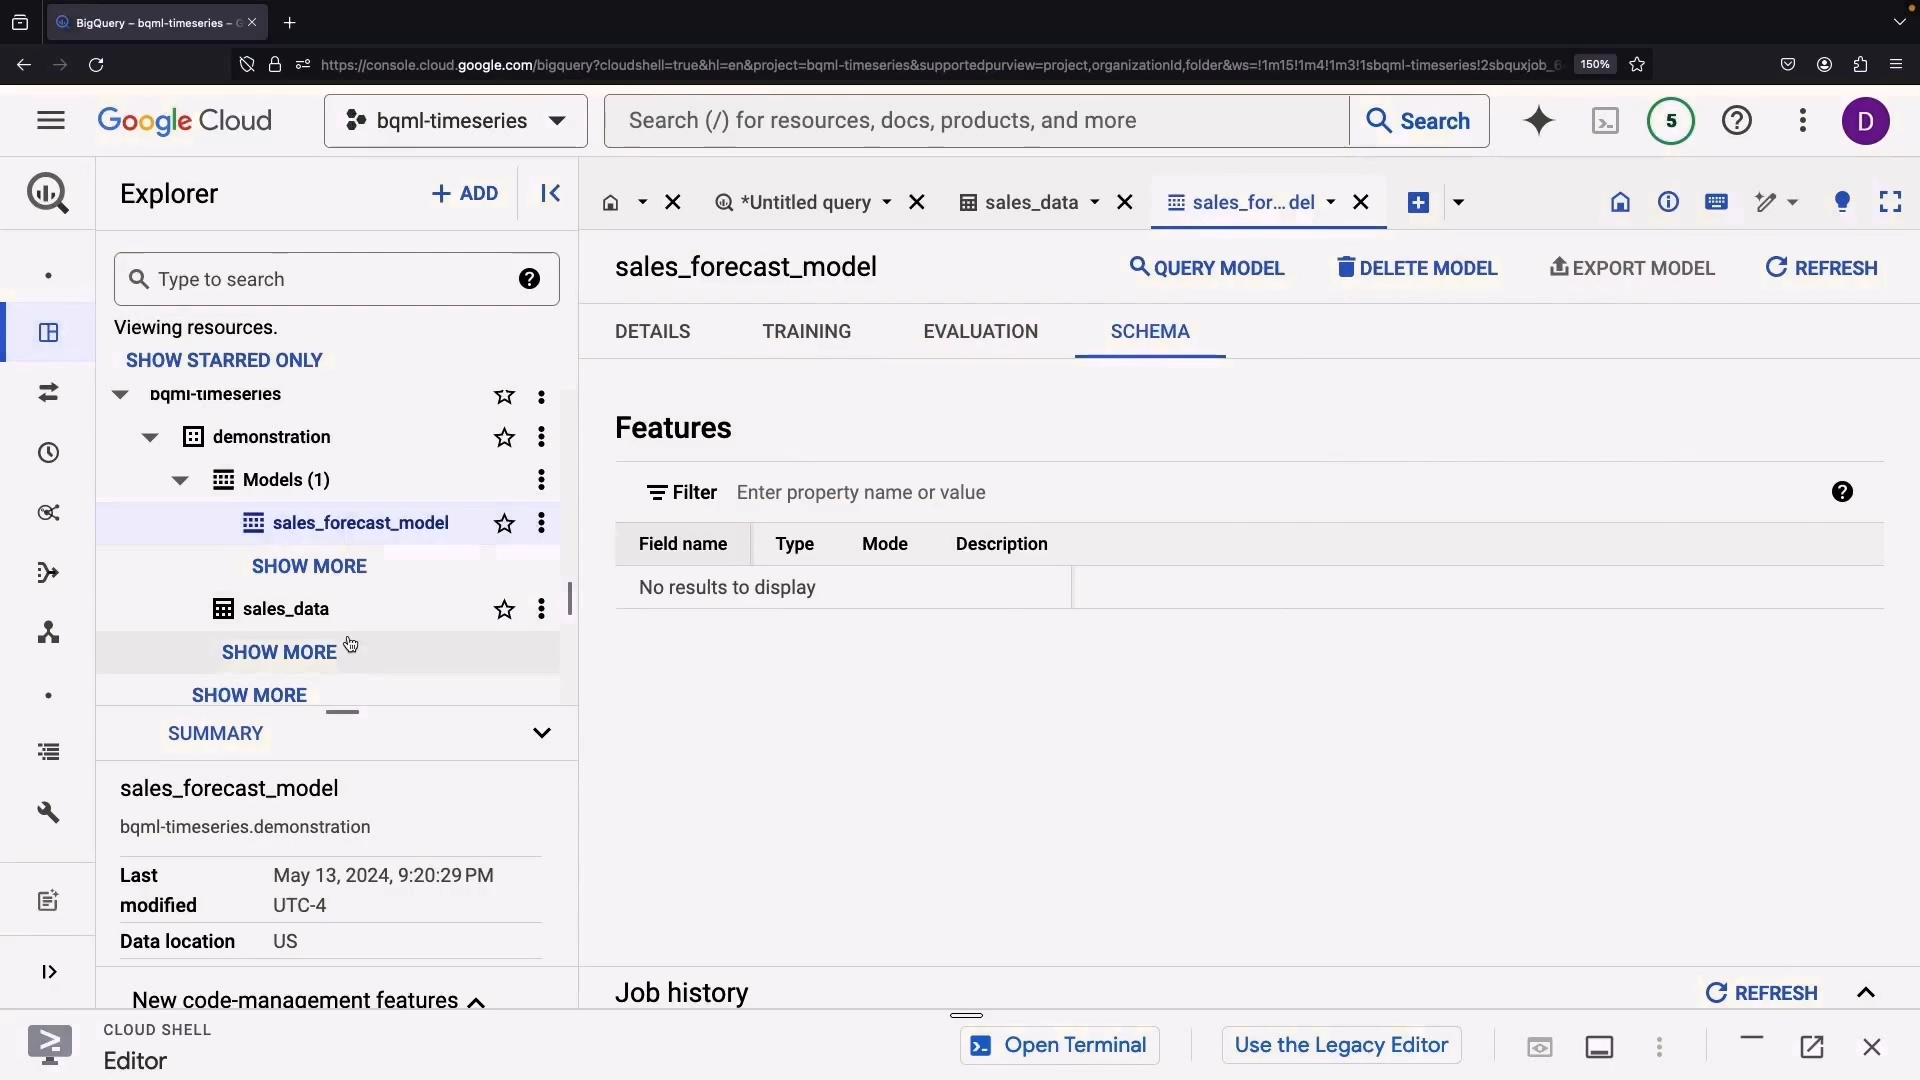 BigQuery – bqml-timeseries – G
https://console.cloud.google.com/bigquery?cloudshell=true&hl=en&project=bqml-timeseries&supportedpurview=project,organizationId,folder&ws=!1m15!1m4!1m3!1sbqml-timeseries!2sbquxjob_6
150%
Google Cloud
bqml-timeseries
Search (/) for resources, docs, products, and more
Search
5
D
Explorer
+ ADD
*Untitled query
sales_data
sales_for...del
Type to search
sales_forecast_model
QUERY MODEL
DELETE MODEL
EXPORT MODEL
REFRESH
Viewing resources.
SHOW STARRED ONLY
DETAILS
TRAINING
EVALUATION
SCHEMA
bqml-timeseries
demonstration
Models (1)
sales_forecast_model
SHOW MORE
sales_data
SHOW MORE
SHOW MORE
Features
Filter Enter property name or value
Field name Type Mode Description
No results to display
SUMMARY
sales_forecast_model
bqml-timeseries.demonstration
Last modified May 13, 2024, 9:20:29 PM
UTC-4
Data location US
New code-management features
Job history
REFRESH
CLOUD SHELL
Editor
Open Terminal
Use the Legacy Editor